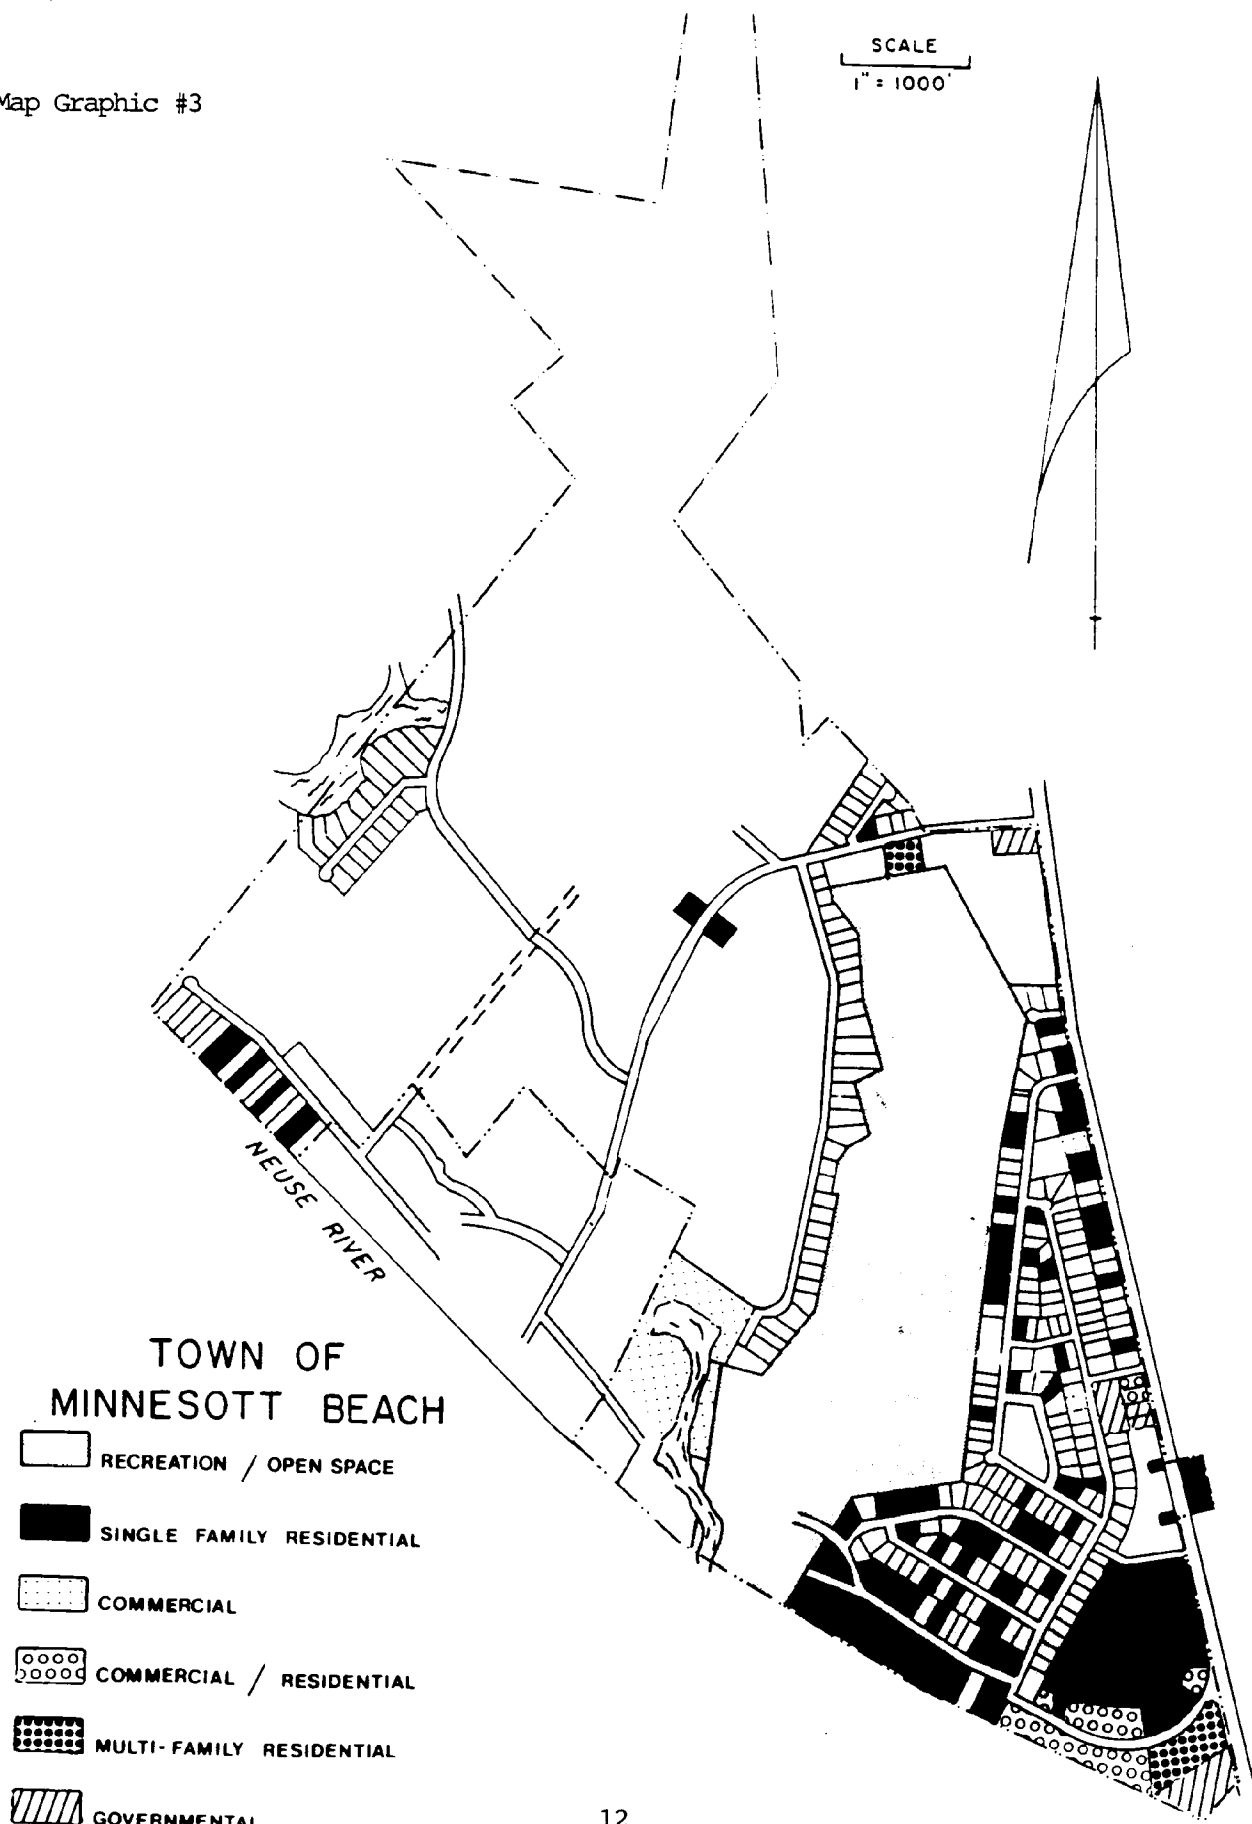 SCALE
1" = 1000'
Map Graphic #3
NEUSE RIVER
TOWN OF
MINNESOTT BEACH
RECREATION / OPEN SPACE
SINGLE FAMILY RESIDENTIAL
COMMERCIAL
COMMERCIAL / RESIDENTIAL
MULTI-FAMILY RESIDENTIAL
GOVERNMENTAL
12